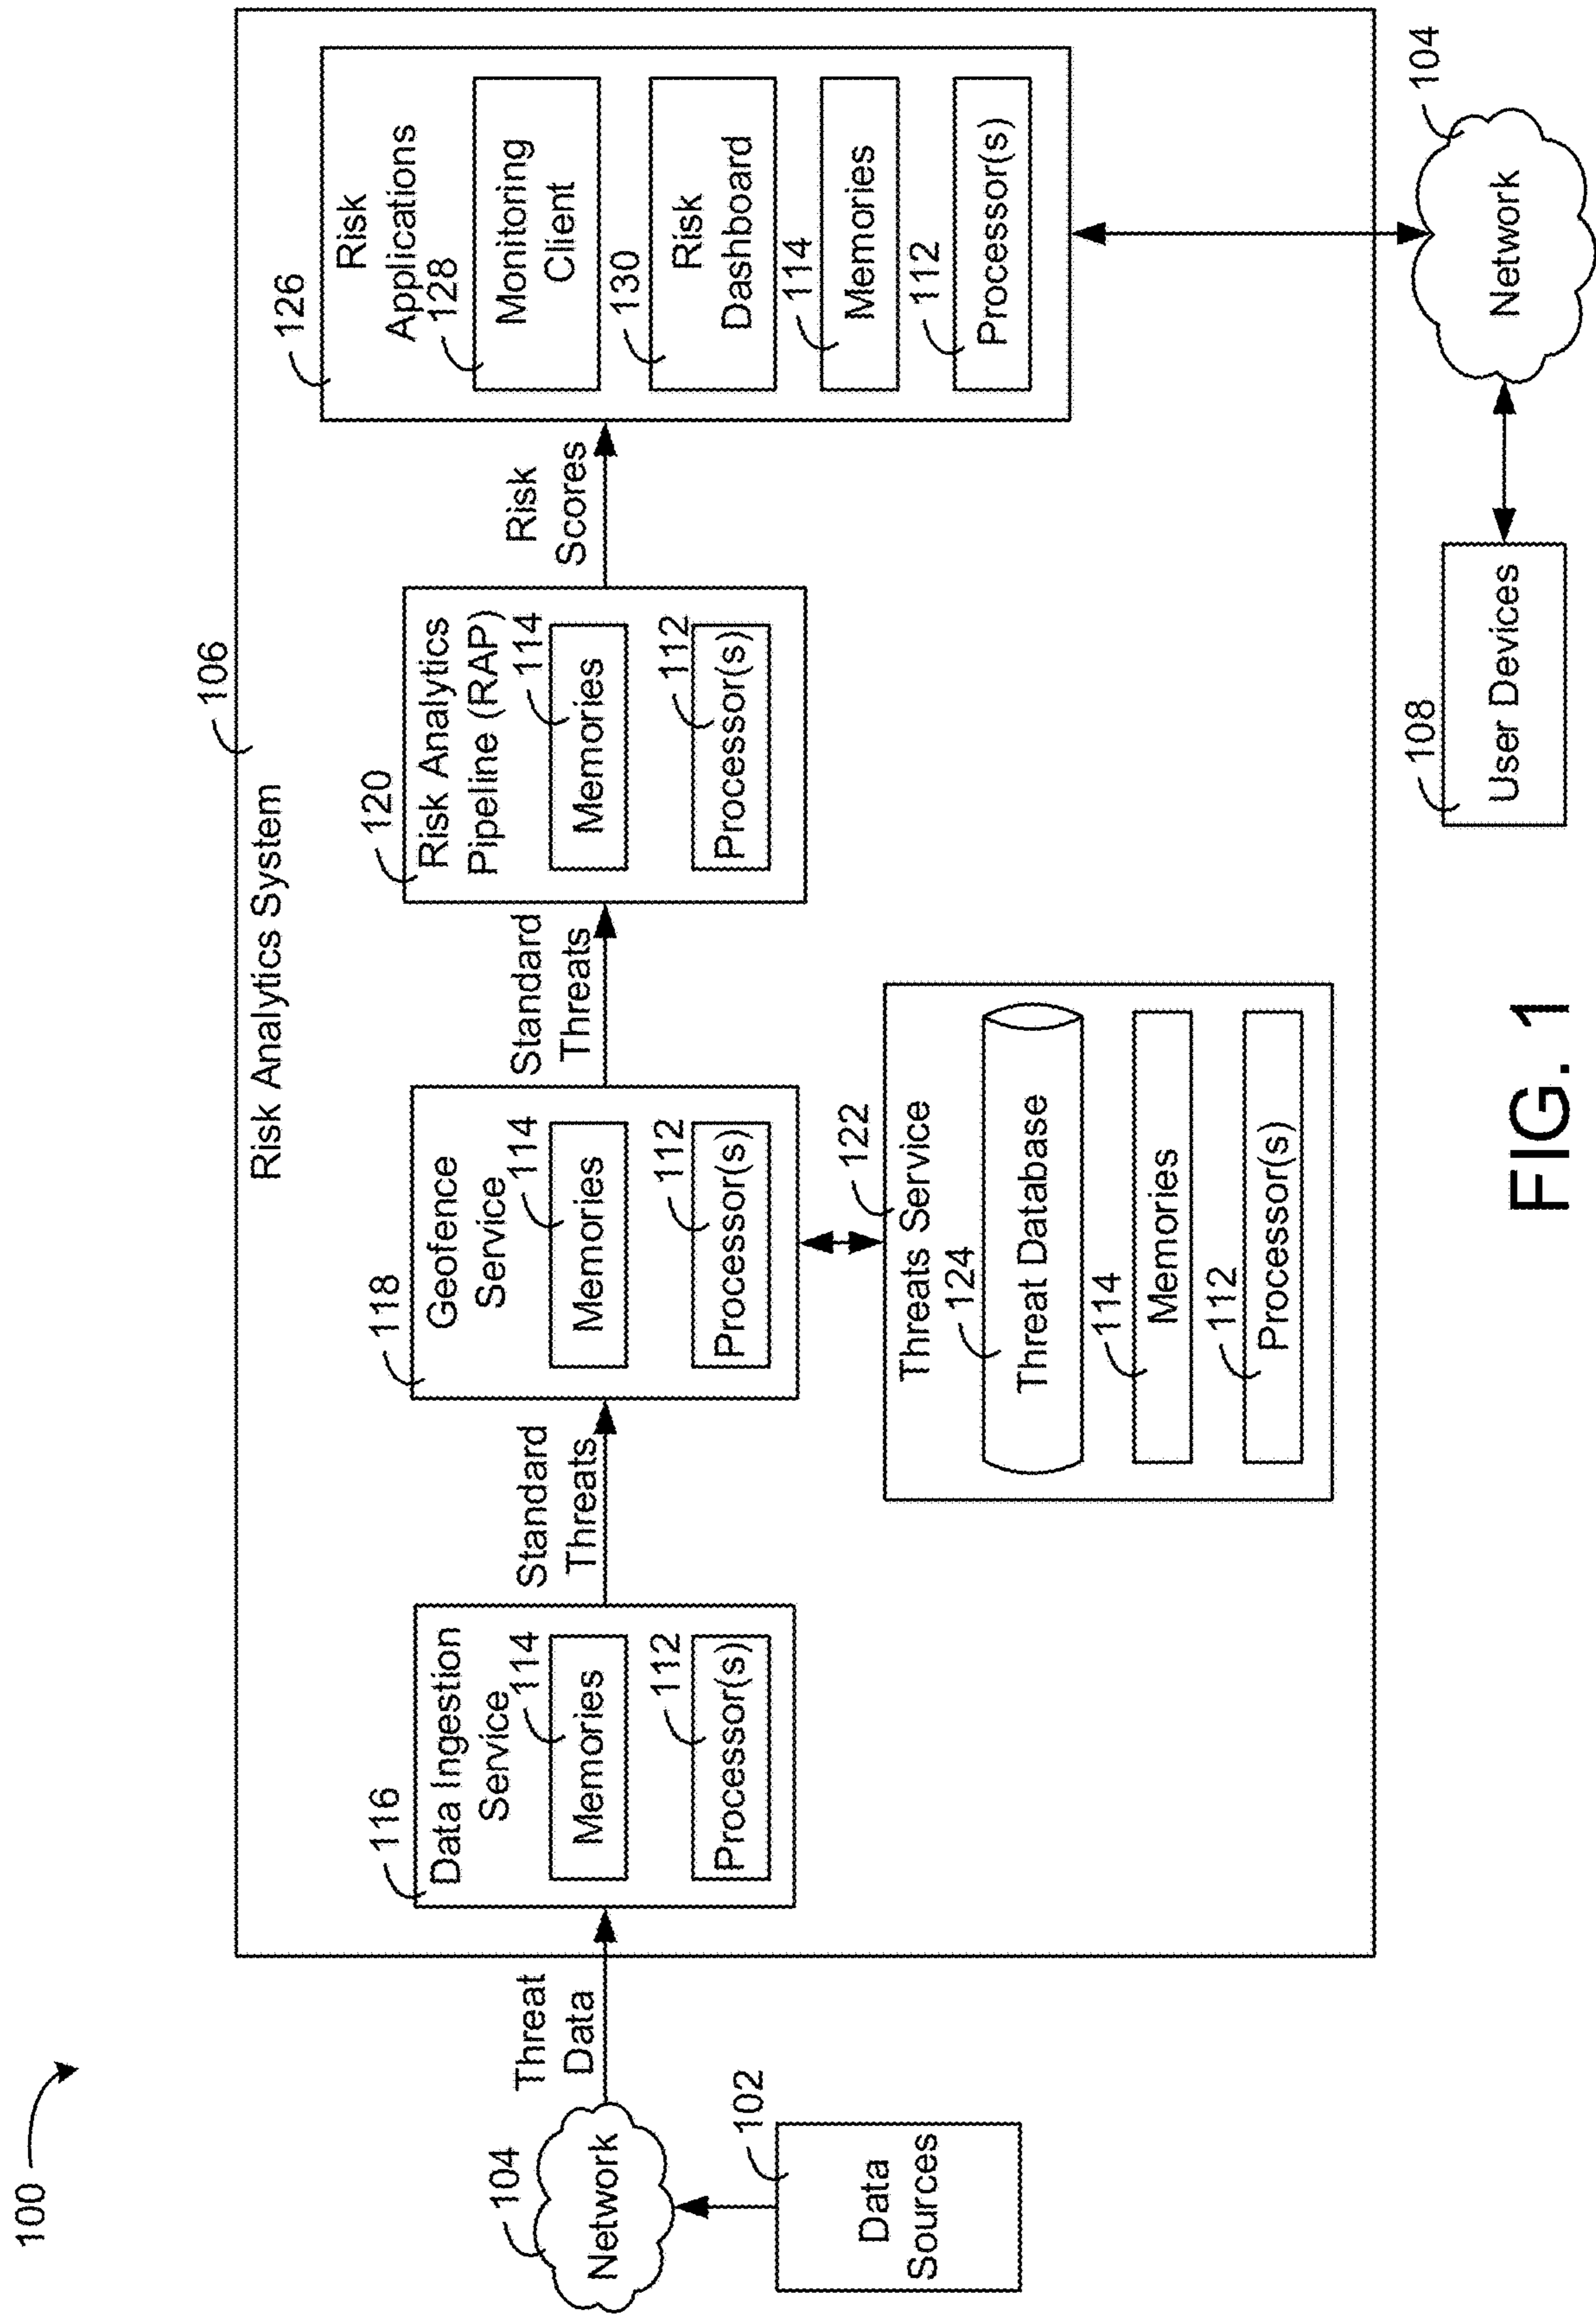 100
106
Risk Analytics System
126
Risk
Applications
128
Monitoring
Client
130
Risk
Dashboard
114
Memories
112
Processor(s)
120
Risk Analytics
Pipeline (RAP)
114
Memories
112
Processor(s)
Risk
Scores
118
Geofence
Service
114
Memories
112
Processor(s)
Standard
Threats
116
Data Ingestion
Service
114
Memories
112
Processor(s)
Standard
Threats
Threat
Data
104
Network
102
Data
Sources
122
Threats Service
124
Threat Database
114
Memories
112
Processor(s)
108
User Devices
104
Network
FIG. 1